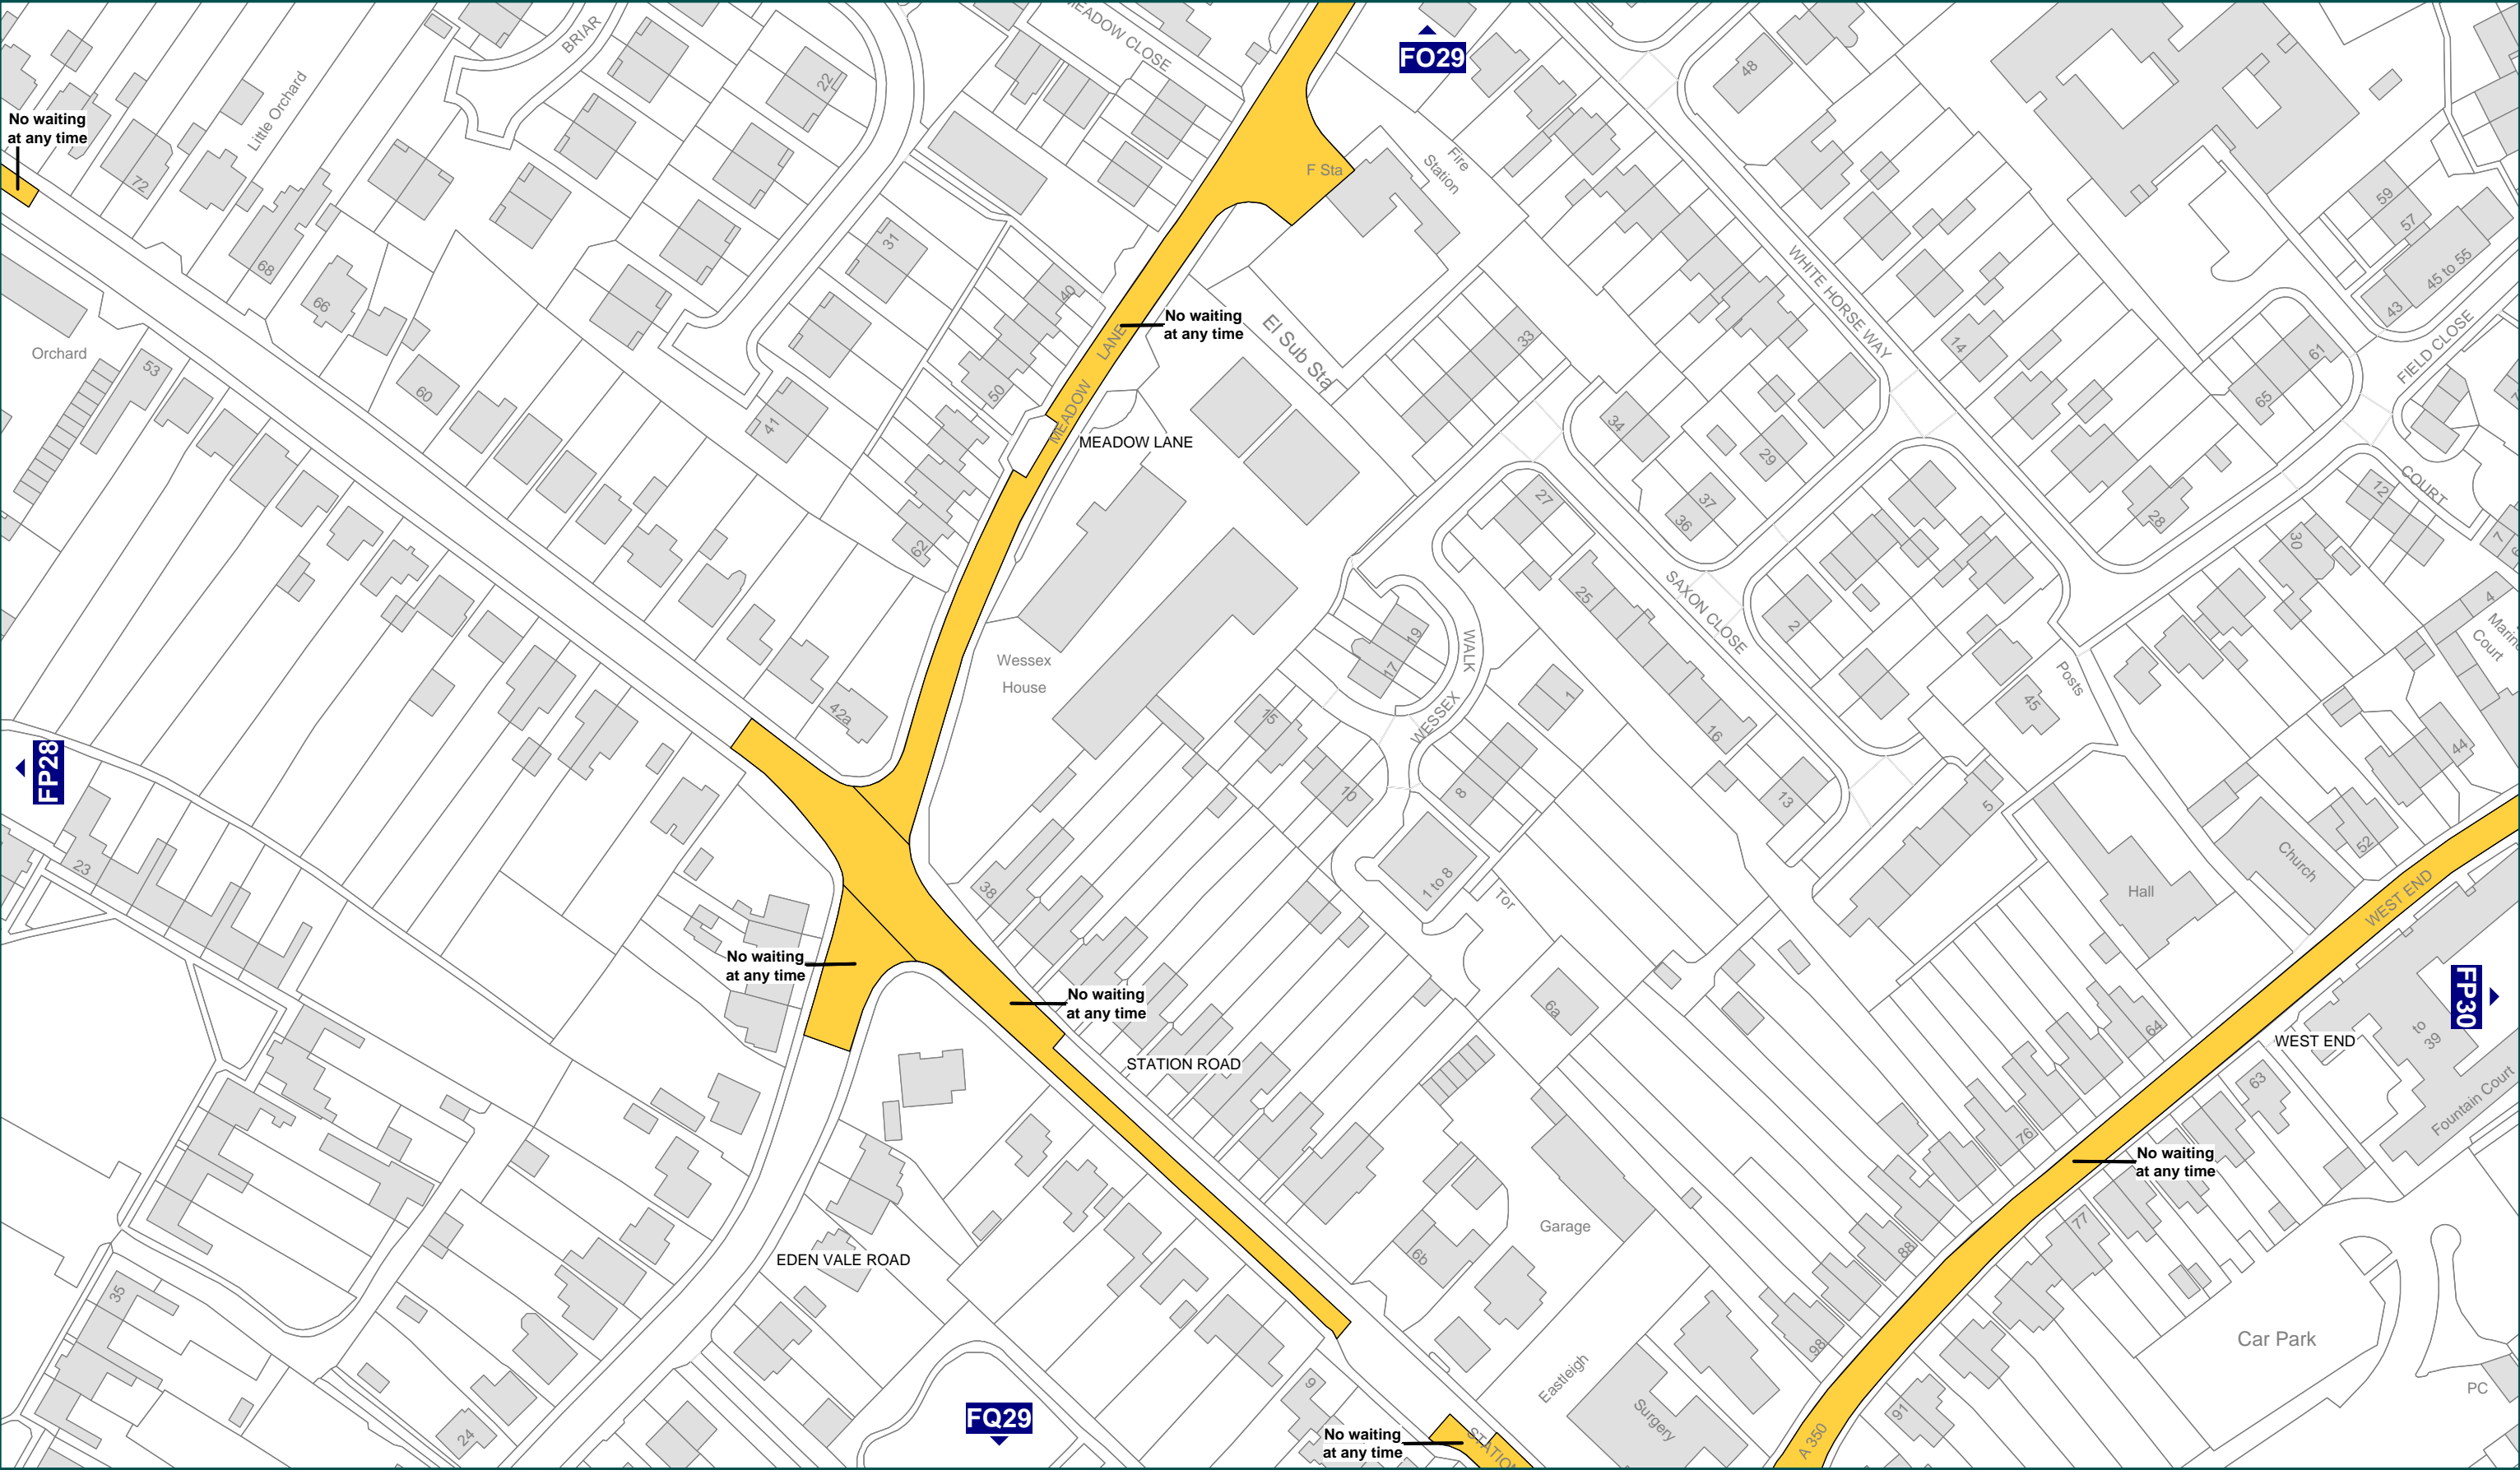 BRIAR
MEADOW CLOSE
FO29
No waiting
at any time
Little Orchard
22
48
72
F Sta
Fire
Station
59
57
45 to 55
43
68
31
40
66
WHITE HORSE WAY
FIELD CLOSE
No waiting
at any time
El Sub Sta
33
14
61
65
Orchard
53
60
50
41
LANE
MEADOW
MEADOW LANE
34
29
COURT
12
27
37
36
28
30
7
62
25
SAXON CLOSE
2
4
Court
Wessex
House
19
17
WALK
WESSEX
1
Posts
45
42a
15
16
44
FP28
10
8
13
5
52
23
38
1 to 8
Tor
Hall
Church
WEST END
No waiting
at any time
No waiting
at any time
6a
64
FP30
to
39
WEST END
STATION ROAD
63
Fountain Court
76
No waiting
at any time
EDEN VALE ROAD
Garage
6b
77
88
35
98
Car Park
9
Eastleigh
Surgery
91
PC
FQ29
24
No waiting
at any time
STATION
A 350